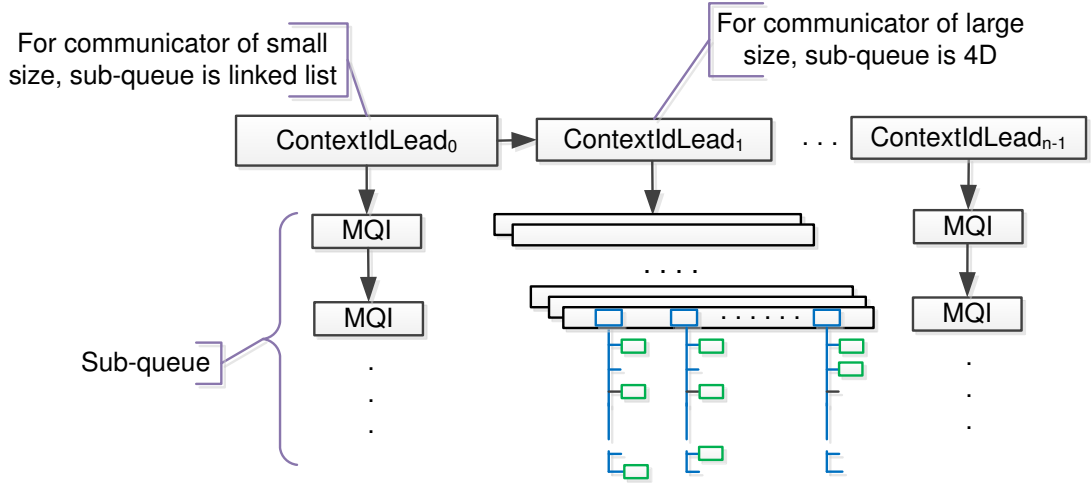 For communicator of small
size, sub-queue is linked list
For communicator of large
size, sub-queue is 4D
ContextIdLead0
ContextIdLead1
. . .
ContextIdLeadn-1
MQI
MQI
. . . .
MQI
. . . . . .
MQI
Sub-queue